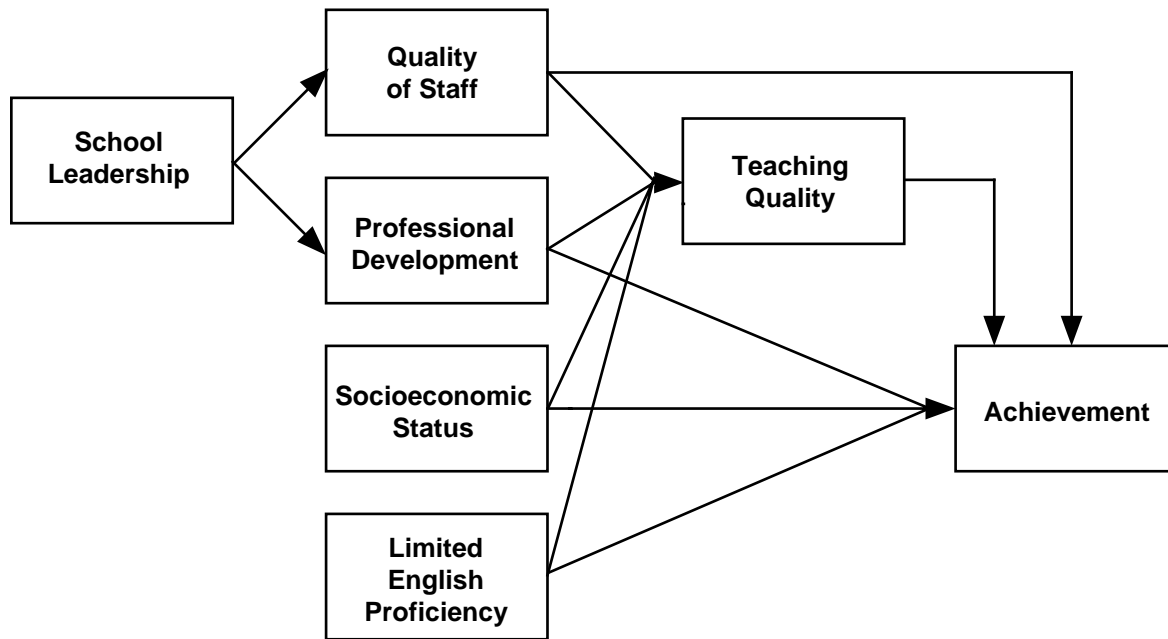 Quality
of Staff
School
Leadership
Teaching
Quality
Professional
Development
Socioeconomic
Status
Achievement
Limited
English
Proficiency